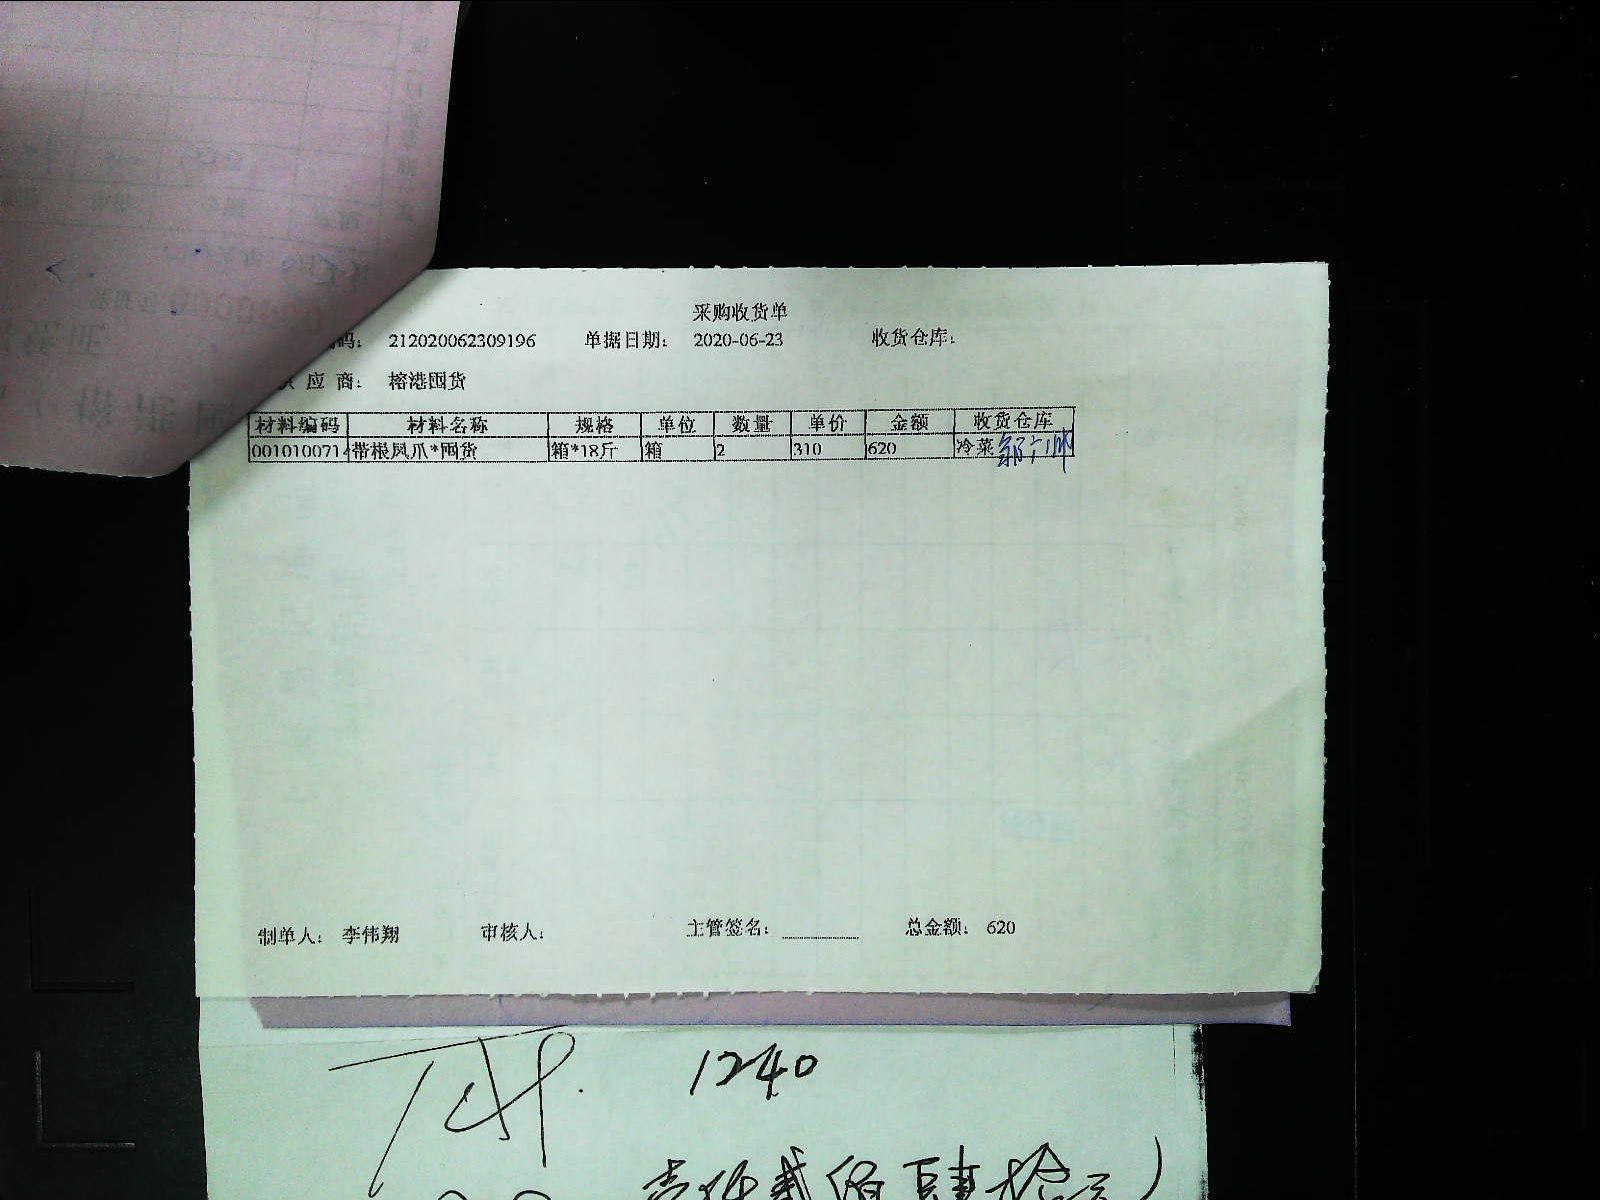 采购收货单
码： 212020062309196 单据日期： 2020-06-23 收货仓库：
供应商： 榕港囤货
材料编码 材料名称 规格 单位 数量 单价 金额 收货仓库
0010100714 带根凤爪*囤货 箱*18斤 箱 2 310 620 冷菜
制单人： 李伟翔 审核人： 主管签名： 总金额： 620
1240